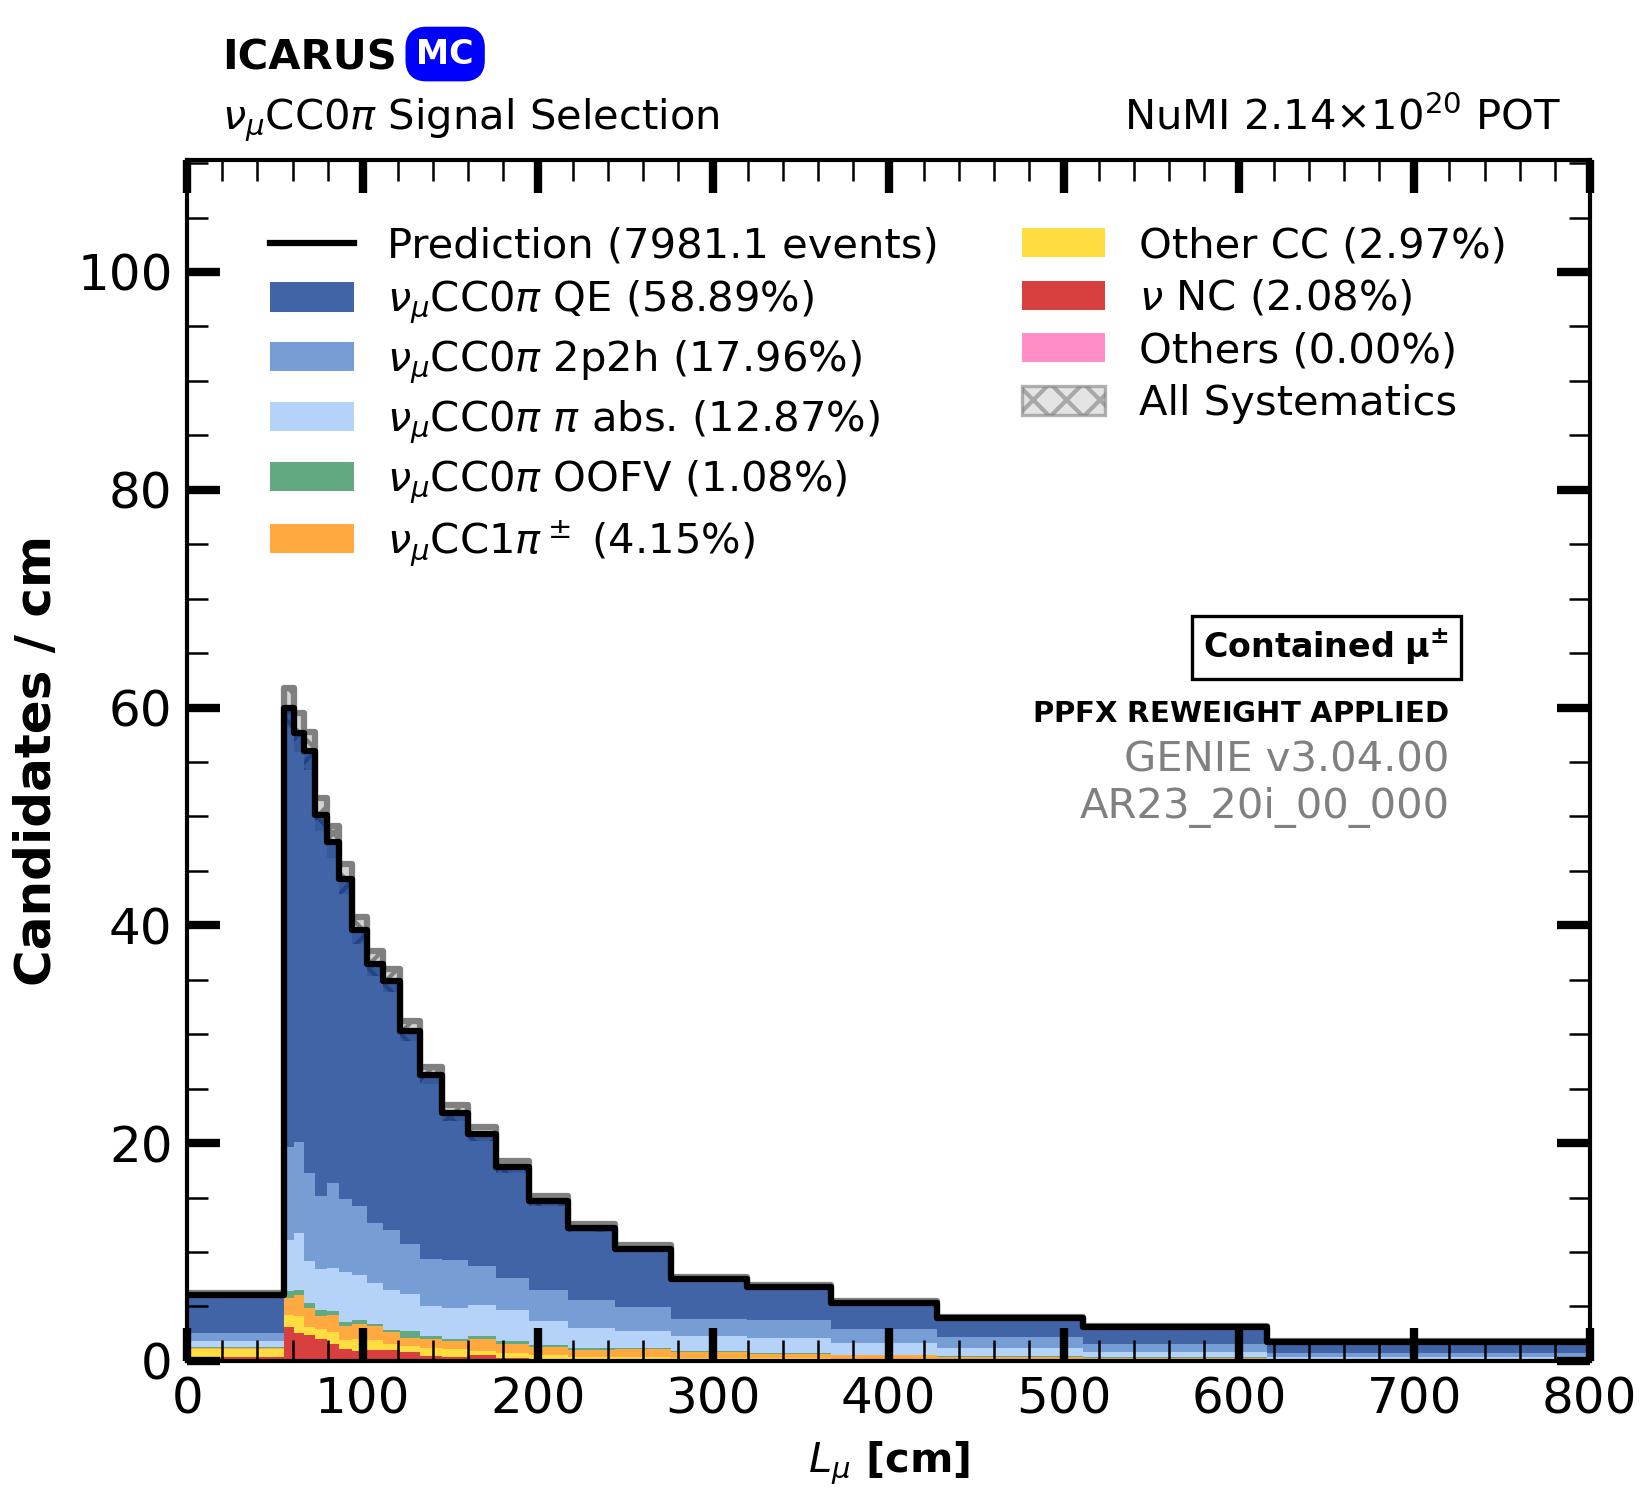 ICARUS MC
νμCC0π Signal Selection NuMI 2.14×10²⁰ POT
Prediction (7981.1 events)
νμCC0π QE (58.89%)
νμCC0π 2p2h (17.96%)
νμCC0π π abs. (12.87%)
νμCC0π OOFV (1.08%)
νμCC1π± (4.15%)
Other CC (2.97%)
ν NC (2.08%)
Others (0.00%)
All Systematics
Contained μ±
PPFX REWEIGHT APPLIED
GENIE v3.04.00
AR23_20i_00_000
Candidates / cm
100
80
60
40
20
0
0 100 200 300 400 500 600 700 800
Lμ [cm]